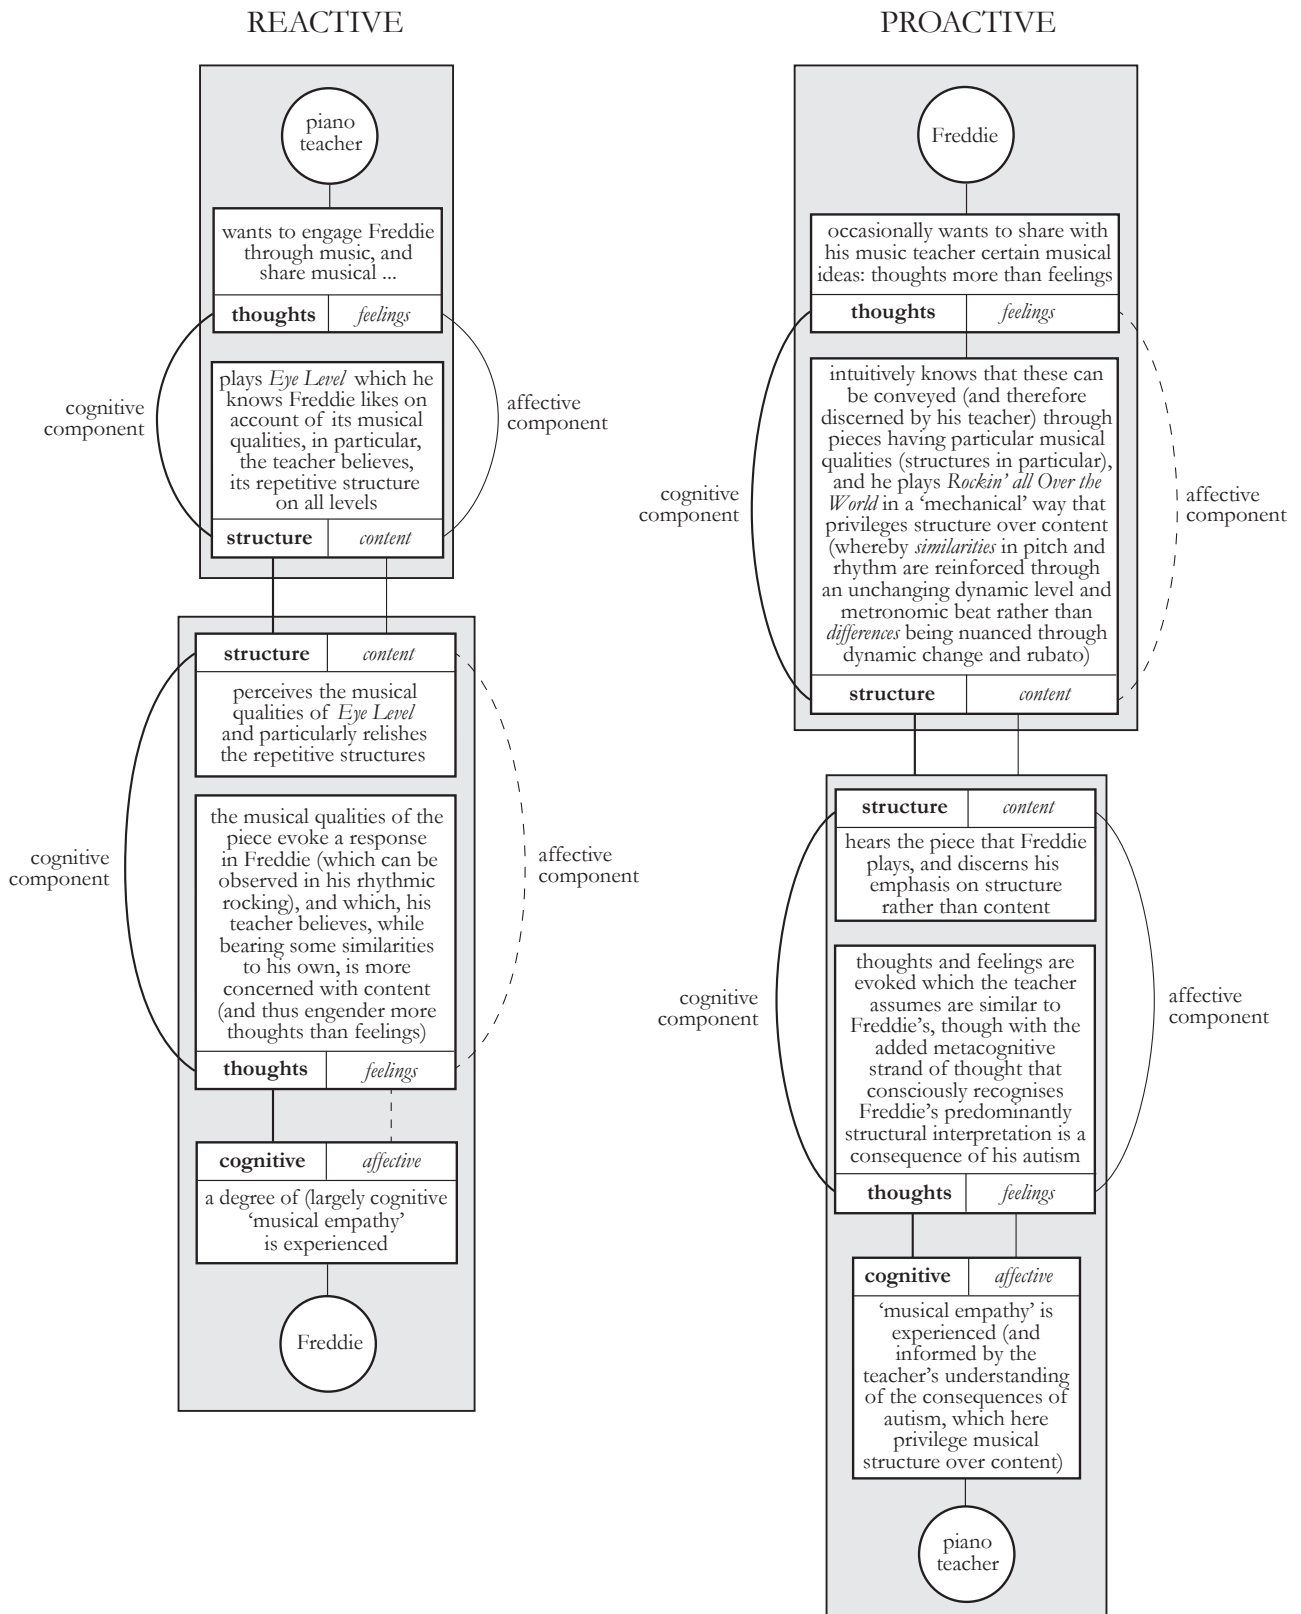 REACTIVE
piano
teacher
wants to engage Freddie
through music, and
share musical ...
thoughts
feelings
cognitive
component
affective
component
plays Eye Level which he
knows Freddie likes on
account of its musical
qualities, in particular,
the teacher believes,
its repetitive structure
on all levels
structure
content
structure
content
perceives the musical
qualities of Eye Level
and particularly relishes
the repetitive structures
cognitive
component
affective
component
the musical qualities of the
piece evoke a response
in Freddie (which can be
observed in his rhythmic
rocking), and which, his
teacher believes, while
bearing some similarities
to his own, is more
concerned with content
(and thus engender more
thoughts than feelings)
thoughts
feelings
cognitive
affective
a degree of (largely cognitive
‘musical empathy’
is experienced
Freddie
PROACTIVE
Freddie
occasionally wants to share with
his music teacher certain musical
ideas: thoughts more than feelings
thoughts
feelings
cognitive
component
affective
component
intuitively knows that these can
be conveyed (and therefore
discerned by his teacher) through
pieces having particular musical
qualities (structures in particular),
and he plays Rockin’ all Over the
World in a ‘mechanical’ way that
privileges structure over content
(whereby similarities in pitch and
rhythm are reinforced through
an unchanging dynamic level and
metronomic beat rather than
differences being nuanced through
dynamic change and rubato)
structure
content
structure
content
hears the piece that Freddie
plays, and discerns his
emphasis on structure
rather than content
cognitive
component
affective
component
thoughts and feelings are
evoked which the teacher
assumes are similar to
Freddie’s, though with the
added metacognitive
strand of thought that
consciously recognises
Freddie’s predominantly
structural interpretation is a
consequence of his autism
thoughts
feelings
cognitive
affective
‘musical empathy’ is
experienced (and
informed by the
teacher’s understanding
of the consequences of
autism, which here
privilege musical
structure over content)
piano
teacher